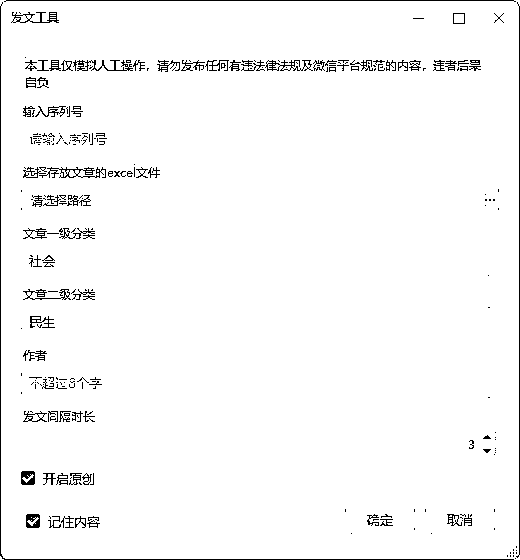 发文工具
本工具仅模拟人工操作，请勿发布任何有违法律法规及微信平台规范的内容，违者后果
自负
输入序列号
请输入序列号
选择存放文章的excel文件
请选择路径
文章一级分类
社会
文章二级分类
民生
作者
不超过8个字
发文间隔时长
3
开启原创
记住内容
确定
取消